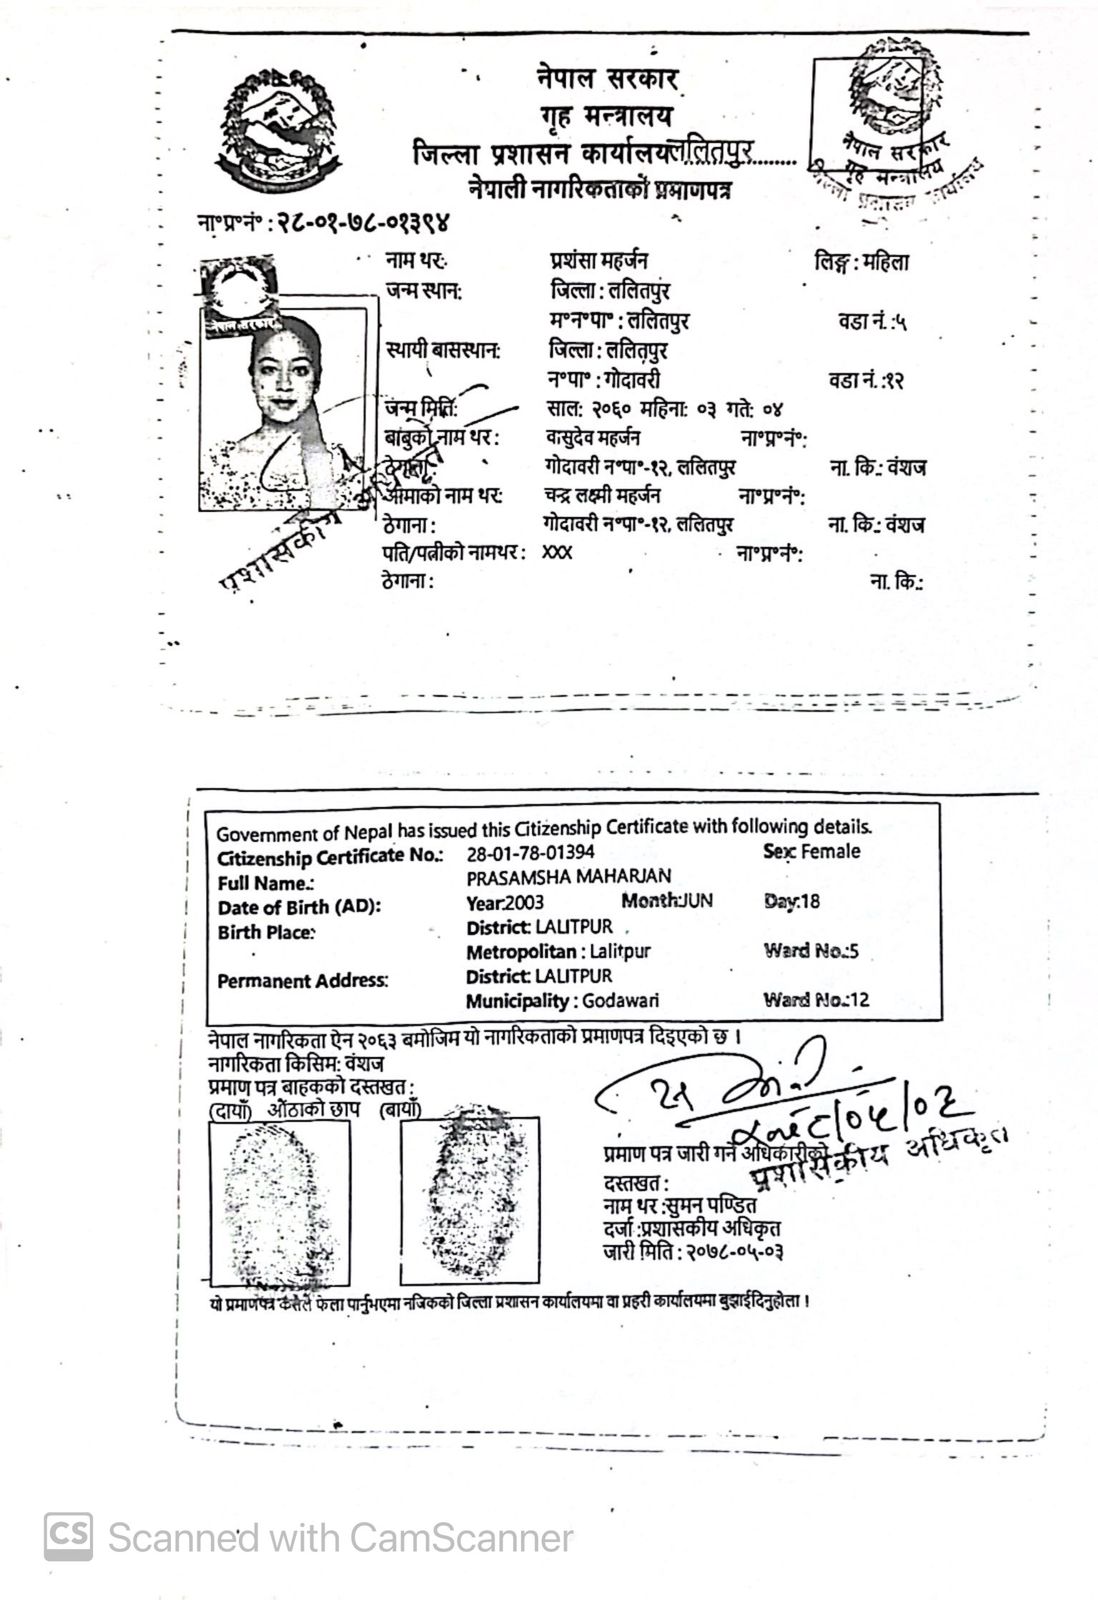 नेपाल सरकार
गृह मन्त्रालय
जिल्ला प्रशासन कार्यालय ललितपुर.........
नेपाली नागरिकताको प्रमाणपत्र
नेपाल सरकार
गृह मन्त्रालय
जिल्ला प्रशासन कार्यालय
ना॰प्र॰नं॰ : २८-०१-७८-०१३९४
नेपाल सरकार
नाम थर: प्रशंसा महर्जन लिङ्ग : महिला
जन्म स्थान: जिल्ला : ललितपुर
म॰न॰पा॰ : ललितपुर वडा नं.:५
स्थायी बासस्थान: जिल्ला : ललितपुर
न॰पा॰ : गोदावरी वडा नं.:१२
जन्म मिति: साल: २०६० महिना: ०३ गते: ०४
बाबुको नाम थर : वासुदेव महर्जन ना॰प्र॰नं॰:
ठेगाना: गोदावरी न॰पा॰-१२, ललितपुर ना. कि.: वंशज
आमाको नाम थर: चन्द्र लक्ष्मी महर्जन ना॰प्र॰नं॰:
ठेगाना : गोदावरी न॰पा॰-१२, ललितपुर ना. कि.: वंशज
पति/पत्नीको नामथर : xxx ना॰प्र॰नं॰:
ठेगाना : ना. कि.:
प्रशासकीय अधिकृत
Government of Nepal has issued this Citizenship Certificate with following details.
Citizenship Certificate No.: 28-01-78-01394 Sex: Female
Full Name.: PRASAMSHA MAHARJAN
Date of Birth (AD): Year:2003 Month:JUN Day:18
Birth Place: District: LALITPUR
Metropolitan : Lalitpur Ward No.:5
Permanent Address: District: LALITPUR
Municipality : Godawari Ward No.:12
नेपाल नागरिकता ऐन २०६३ बमोजिम यो नागरिकताको प्रमाणपत्र दिइएको छ ।
नागरिकता किसिम: वंशज
प्रमाण पत्र बाहकको दस्तखत :
(दायाँ) औंठाको छाप (बायाँ)
प्रमाण पत्र जारी गर्ने अधिकारीको
प्रशासकीय अधिकृत
दस्तखत :
नाम थर :सुमन पण्डित
दर्जा :प्रशासकीय अधिकृत
जारी मिति : २०७८-०५-०३
यो प्रमाणपत्र कसैले फेला पार्नुभएमा नजिकको जिल्ला प्रशासन कार्यालयमा वा प्रहरी कार्यालयमा बुझाईदिनुहोला !
CS Scanned with CamScanner